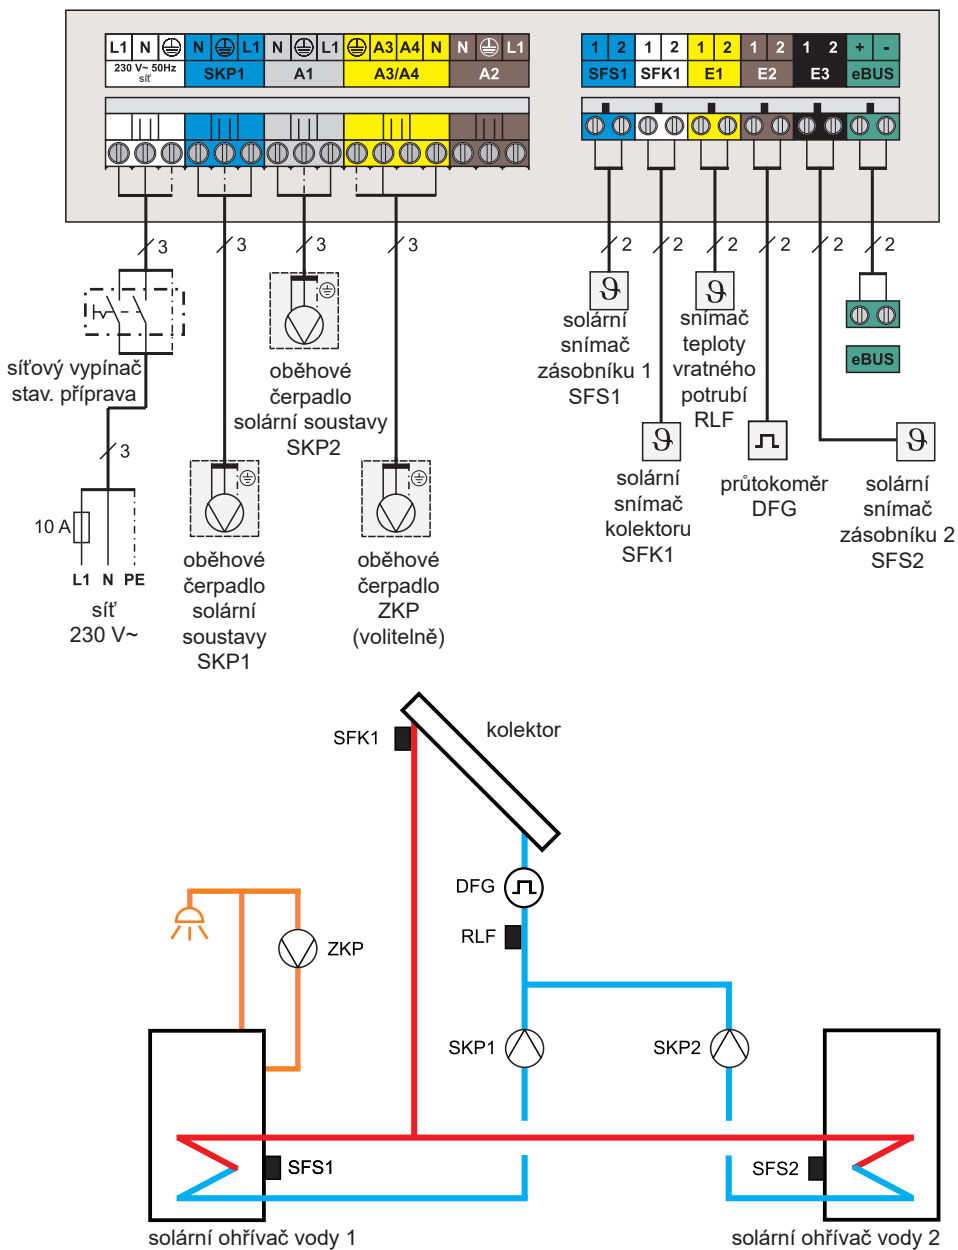 L1 N N L1 N L1 A3 A4 N N L1
230 V~ 50Hz
síť
SKP1 A1 A3/A4 A2
1 2 1 2 1 2 1 2 1 2 + -
SFS1 SFK1 E1 E2 E3 eBUS
3 3 3 3 2 2 2 2 2 2
síťový vypínač
stav. příprava
3
10 A
L1 N PE
síť
230 V~
oběhové
čerpadlo
solární
soustavy
SKP1
oběhové
čerpadlo
solární soustavy
SKP2
oběhové
čerpadlo
ZKP
(volitelně)
ϑ
solární
snímač
zásobníku 1
SFS1
ϑ
solární
snímač
kolektoru
SFK1
ϑ
snímač
teploty
vratného
potrubí
RLF
průtokoměr
DFG
eBUS
ϑ
solární
snímač
zásobníku 2
SFS2
SFK1
kolektor
DFG
RLF
ZKP
SKP1
SKP2
SFS1
SFS2
solární ohřívač vody 1
solární ohřívač vody 2